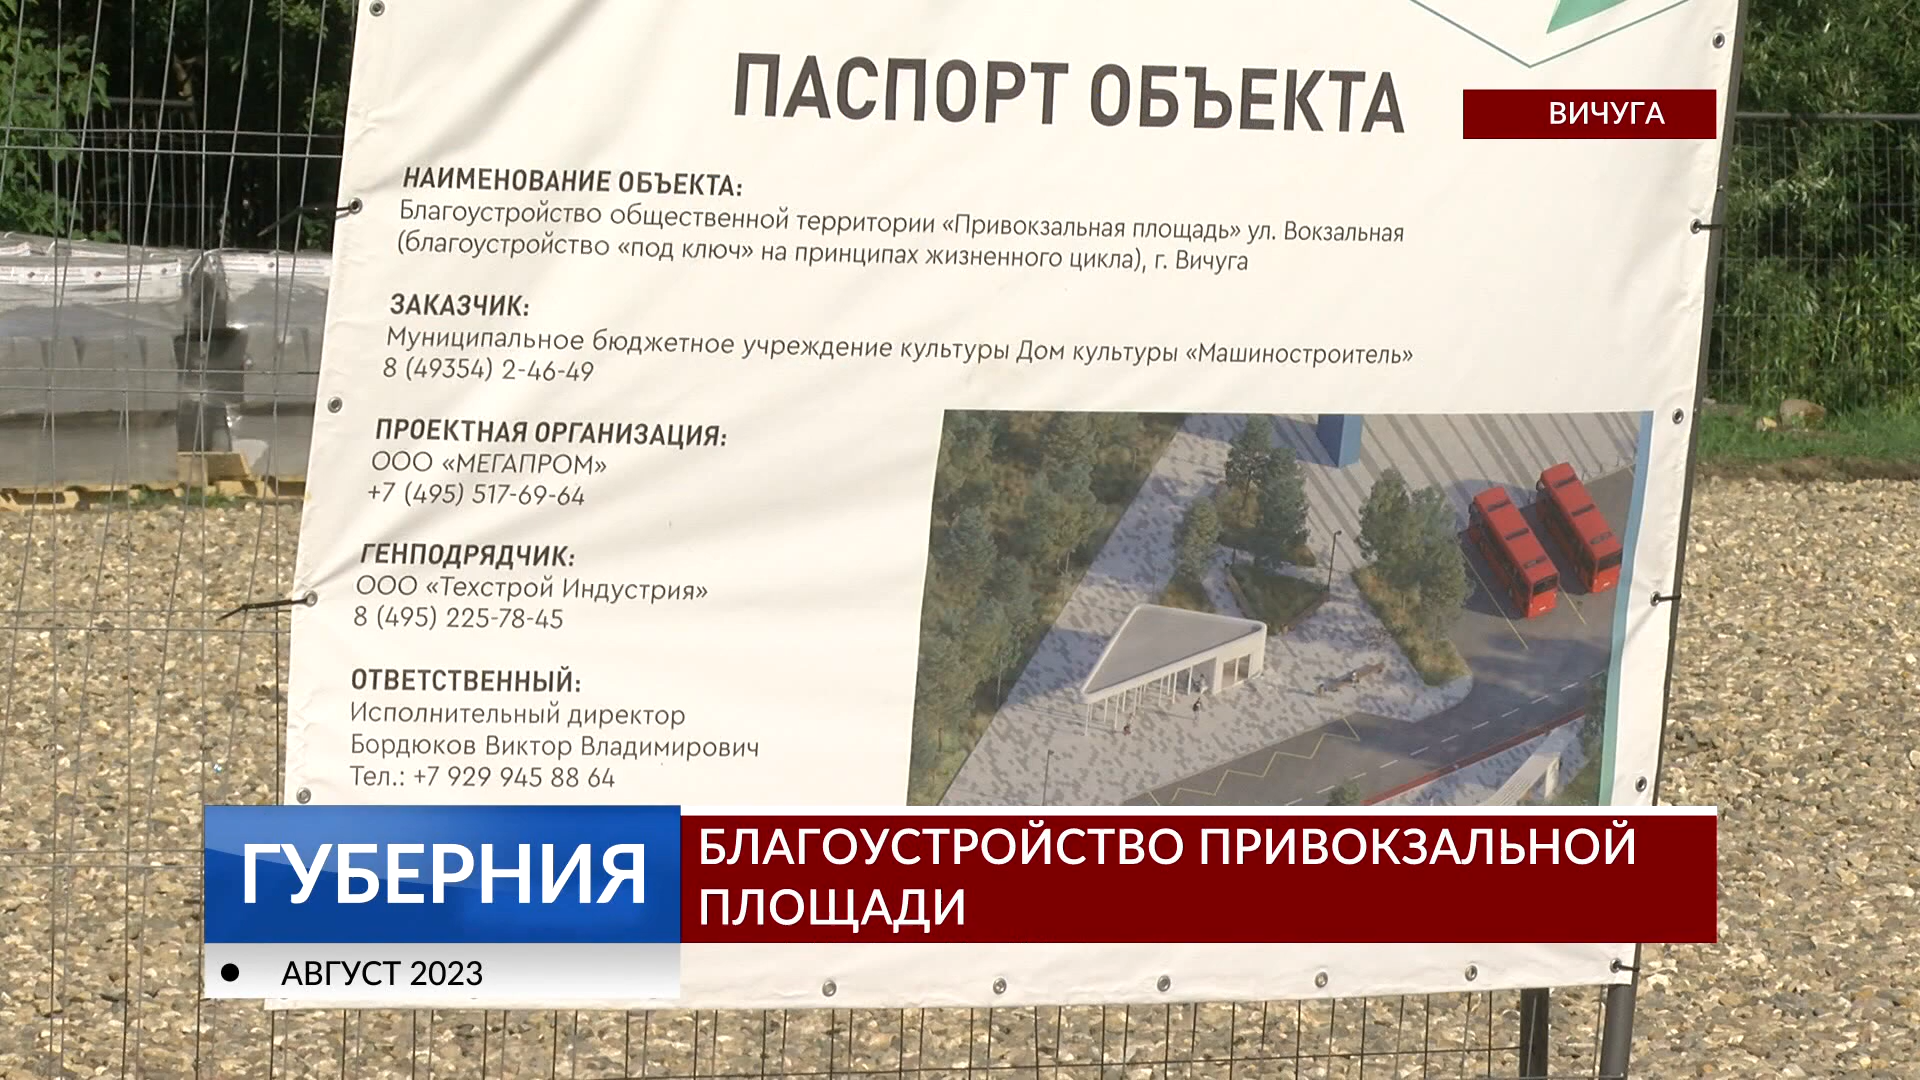 ПАСПОРТ ОБЪЕКТА
ВИЧУГА
НАИМЕНОВАНИЕ ОБЪЕКТА:
Благоустройство общественной территории «Привокзальная площадь» ул. Вокзальная
(благоустройство «под ключ» на принципах жизненного цикла), г. Вичуга
ЗАКАЗЧИК:
Муниципальное бюджетное учреждение культуры Дом культуры «Машиностроитель»
8 (49354) 2-46-49
ПРОЕКТНАЯ ОРГАНИЗАЦИЯ:
ООО «МЕГАПРОМ»
+7 (495) 517-69-64
ГЕНПОДРЯДЧИК:
ООО «Техстрой Индустрия»
8 (495) 225-78-45
ОТВЕТСТВЕННЫЙ:
Исполнительный директор
Бордюков Виктор Владимирович
Тел.: +7 929 945 88 64
ГУБЕРНИЯ
БЛАГОУСТРОЙСТВО ПРИВОКЗАЛЬНОЙ
ПЛОЩАДИ
АВГУСТ 2023